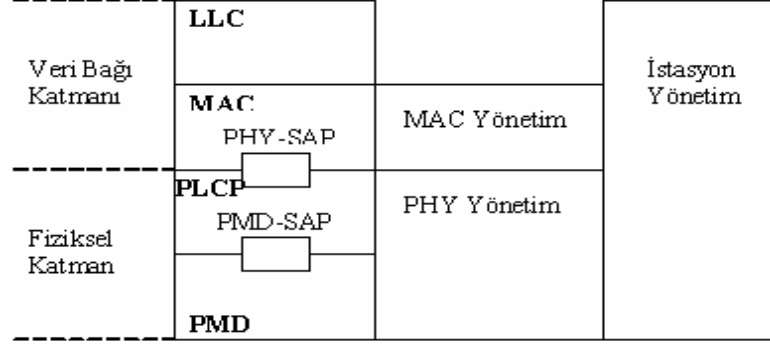 LLC
Veri Bağı
Katmanı
İstasyon
Yönetim
MAC
MAC Yönetim
PHY-SAP
PLCP
PHY Yönetim
PMD-SAP
Fiziksel
Katman
PMD